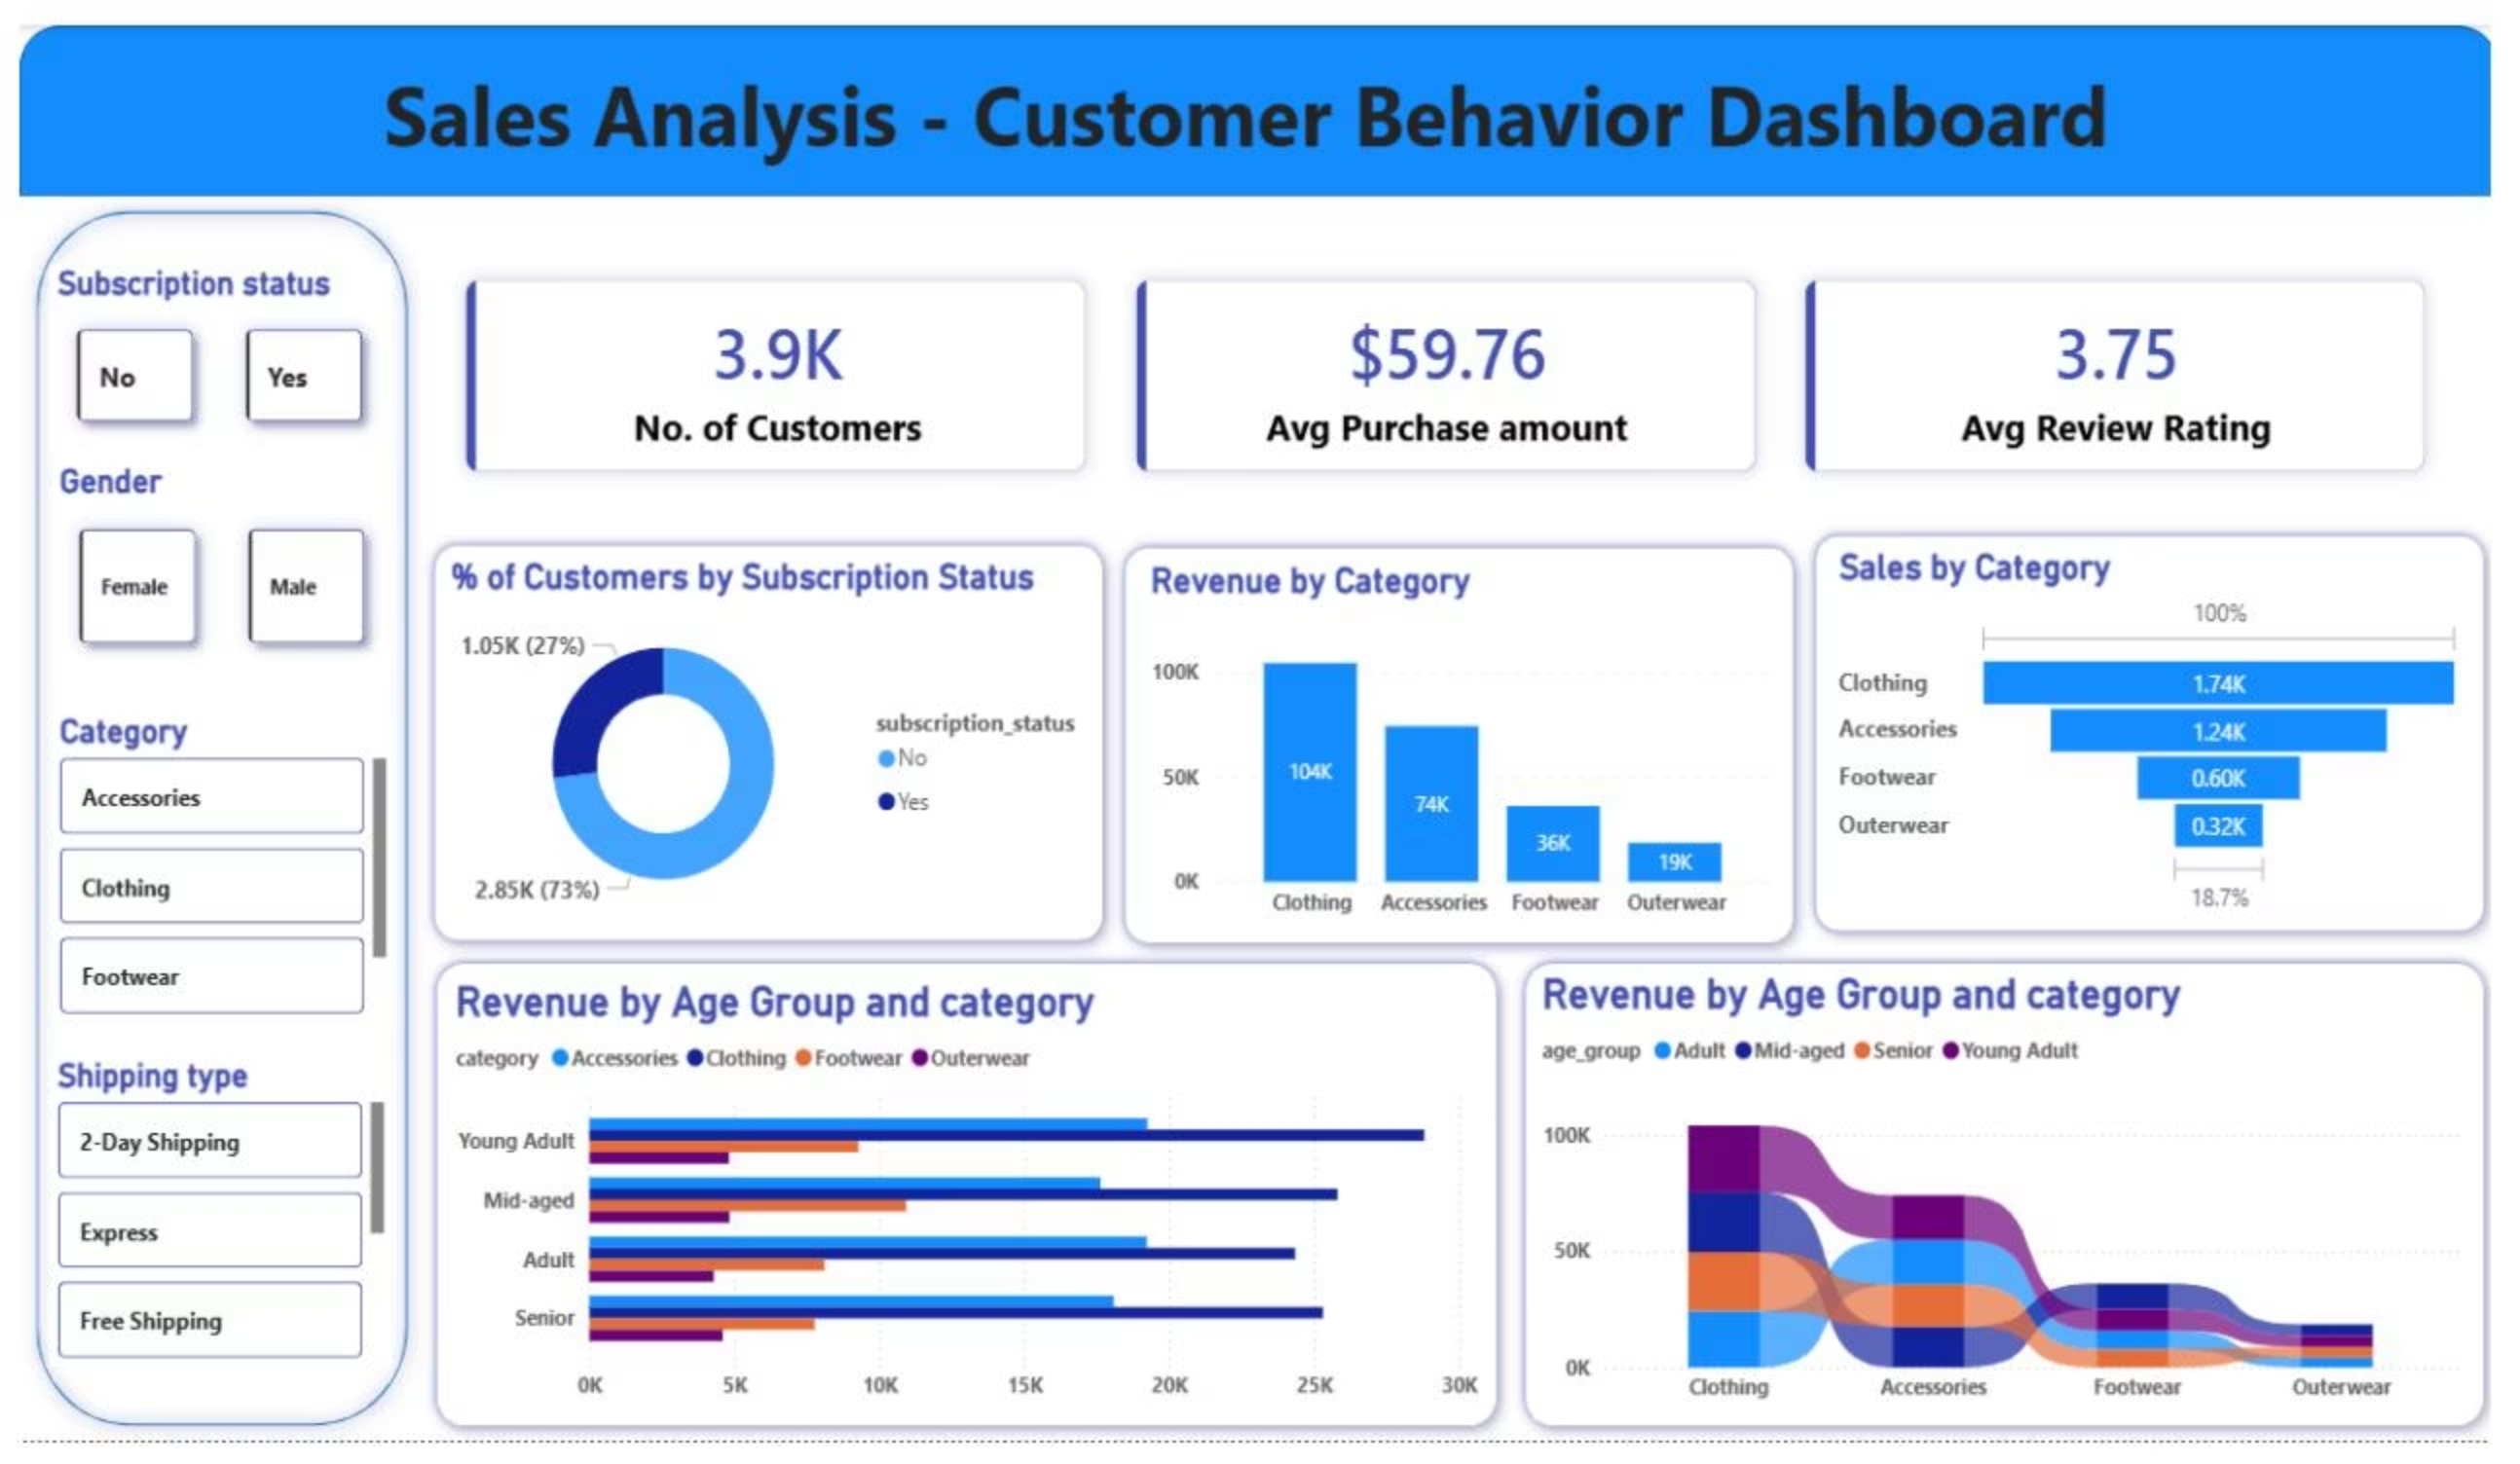 Sales Analysis - Customer Behavior Dashboard
Subscription status
No
Yes
Gender
Female
Male
Category
Accessories
Clothing
Footwear
Shipping type
2-Day Shipping
Express
Free Shipping
3.9K
No. of Customers
$59.76
Avg Purchase amount
3.75
Avg Review Rating
% of Customers by Subscription Status
1.05K (27%)
2.85K (73%)
subscription_status
No
Yes
Revenue by Category
100K
50K
0K
104K
74K
36K
19K
Clothing
Accessories
Footwear
Outerwear
Sales by Category
100%
Clothing
1.74K
Accessories
1.24K
Footwear
0.60K
Outerwear
0.32K
18.7%
Revenue by Age Group and category
category Accessories Clothing Footwear Outerwear
Young Adult
Mid-aged
Adult
Senior
0K 5K 10K 15K 20K 25K 30K
Revenue by Age Group and category
age_group Adult Mid-aged Senior Young Adult
100K
50K
0K
Clothing Accessories Footwear Outerwear